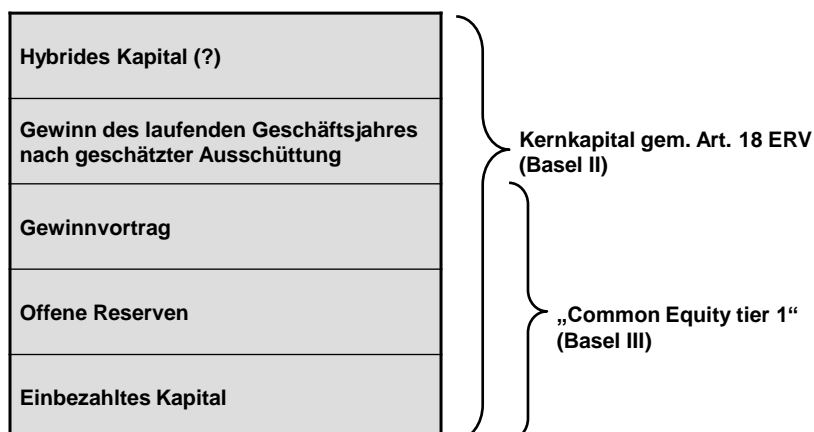 Hybrides Kapital (?)
Gewinn des laufenden Geschäftsjahres
nach geschätzter Ausschüttung
Kernkapital gem. Art. 18 ERV
(Basel II)
Gewinnvortrag
Offene Reserven
„Common Equity tier 1“
(Basel III)
Einbezahltes Kapital